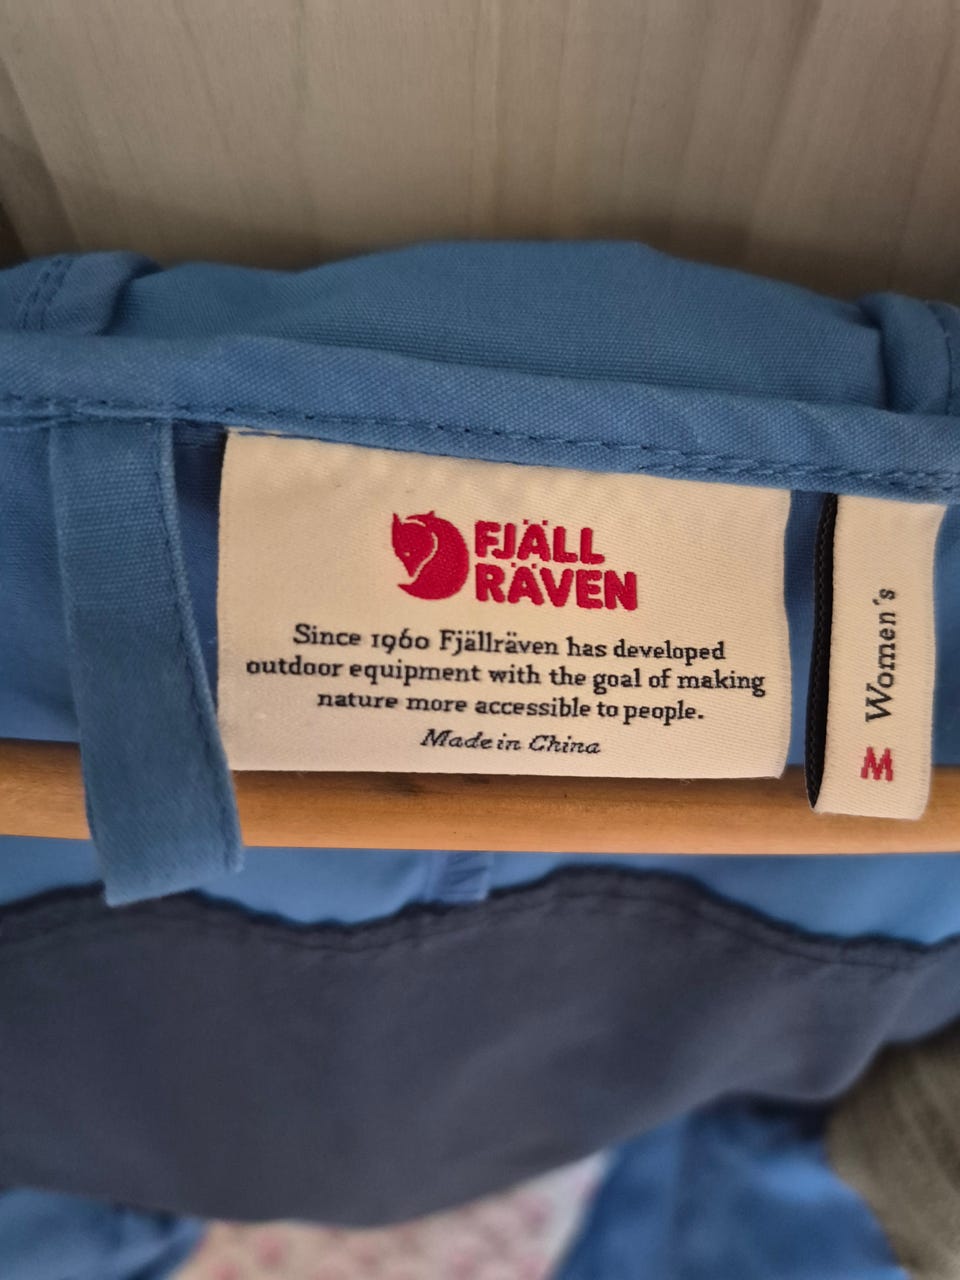 FJÄLL
RÄVEN
Since 1960 Fjällräven has developed
outdoor equipment with the goal of making
nature more accessible to people.
Made in China
M Women's